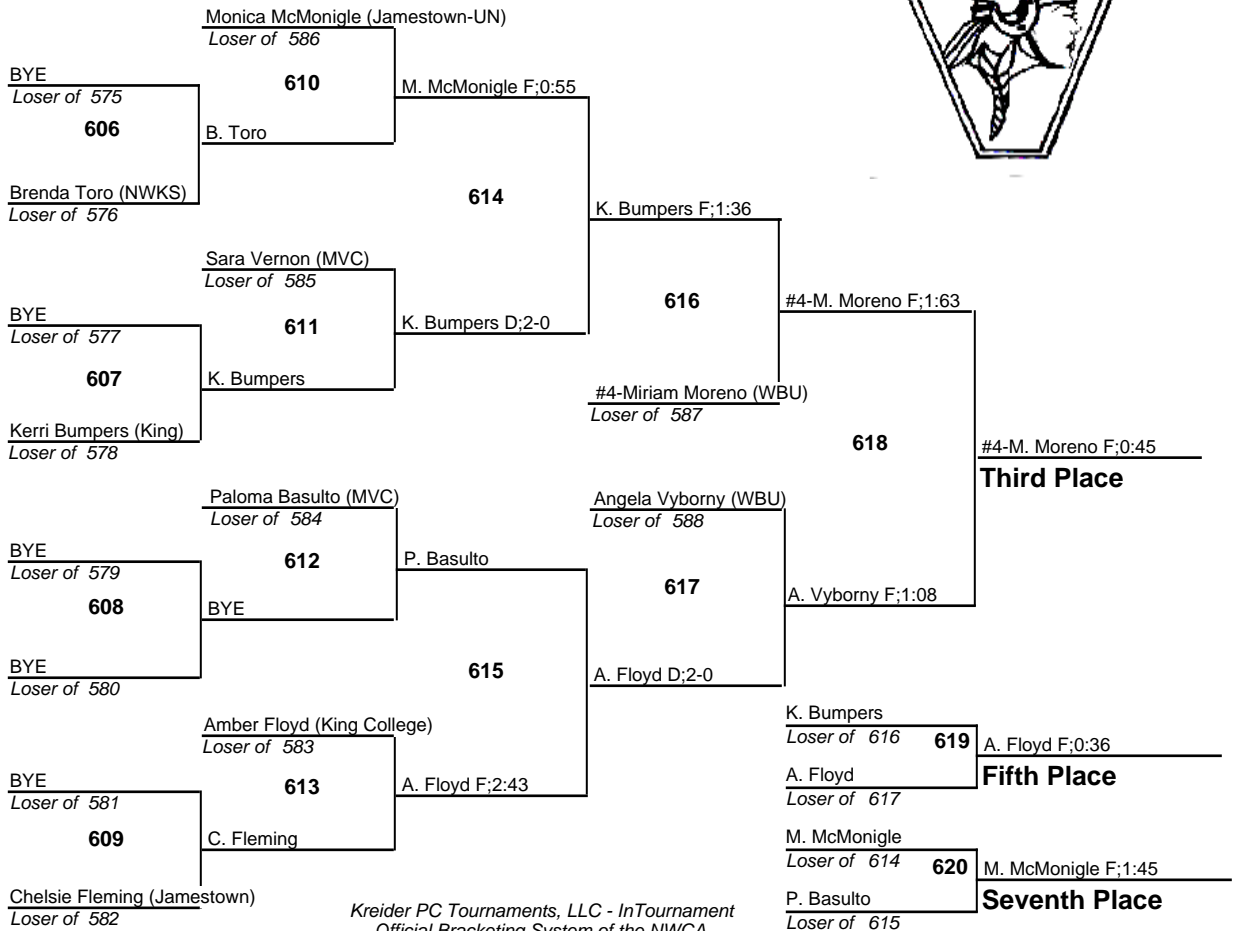 Monica McMonigle (Jamestown-UN)
Loser of 586
BYE
Loser of 575
610
M. McMonigle F;0:55
606
B. Toro
Brenda Toro (NWKS)
Loser of 576
614
K. Bumpers F;1:36
Sara Vernon (MVC)
Loser of 585
BYE
Loser of 577
611
K. Bumpers D;2-0
616
#4-M. Moreno F;1:63
607
K. Bumpers
#4-Miriam Moreno (WBU)
Loser of 587
Kerri Bumpers (King)
Loser of 578
618
#4-M. Moreno F;0:45
Third Place
Paloma Basulto (MVC)
Loser of 584
Angela Vyborny (WBU)
Loser of 588
BYE
Loser of 579
612
P. Basulto
617
A. Vyborny F;1:08
608
BYE
BYE
Loser of 580
615
A. Floyd D;2-0
Amber Floyd (King College)
Loser of 583
K. Bumpers
Loser of 616
619
A. Floyd F;0:36
Fifth Place
A. Floyd
Loser of 617
BYE
Loser of 581
613
A. Floyd F;2:43
609
C. Fleming
M. McMonigle
Loser of 614
620
M. McMonigle F;1:45
Seventh Place
P. Basulto
Loser of 615
Chelsie Fleming (Jamestown)
Loser of 582
Kreider PC Tournaments, LLC - InTournament
Official Bracketing System of the NWCA